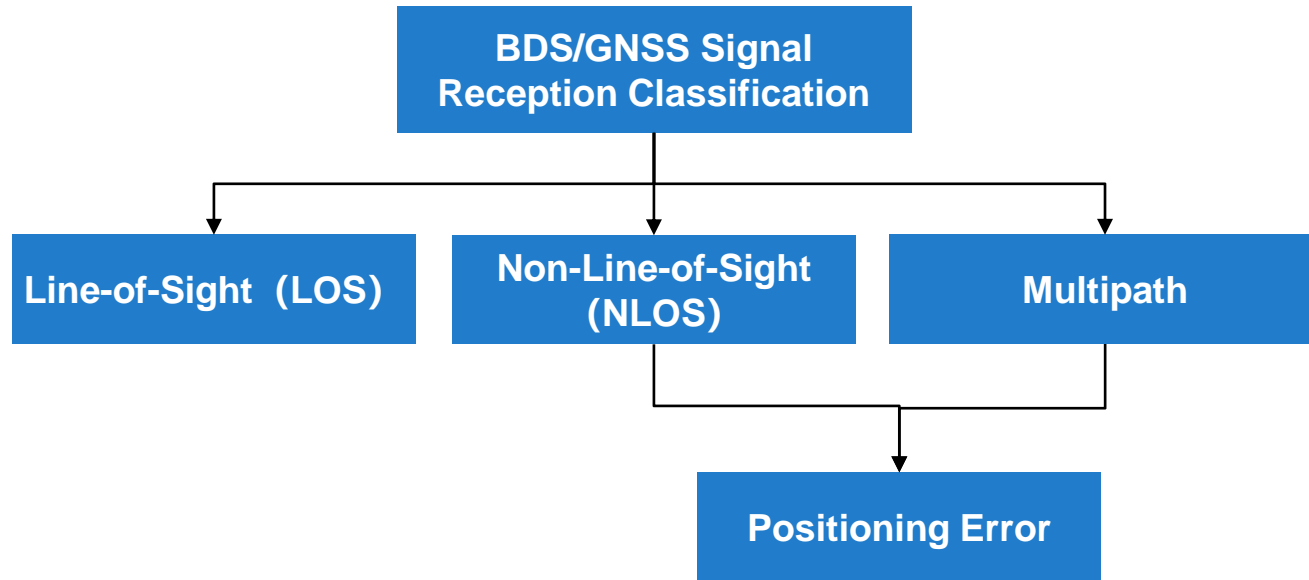 BDS/GNSS Signal
Reception Classification
Line-of-Sight（LOS）
Non-Line-of-Sight
（NLOS）
Multipath
Positioning Error